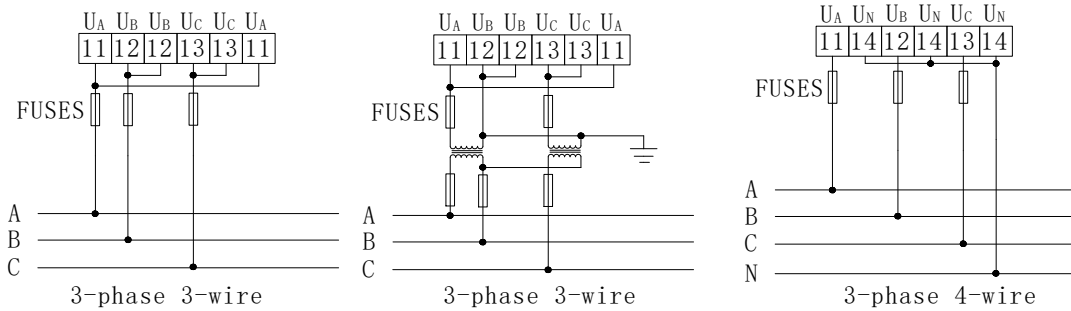 UA UB UB UC UC UA
11 12 12 13 13 11
FUSES
A
B
C
3-phase 3-wire
UA UB UB UC UC UA
11 12 12 13 13 11
FUSES
A
B
C
3-phase 3-wire
UA UN UB UN UC UN
11 14 12 14 13 14
FUSES
A
B
C
N
3-phase 4-wire